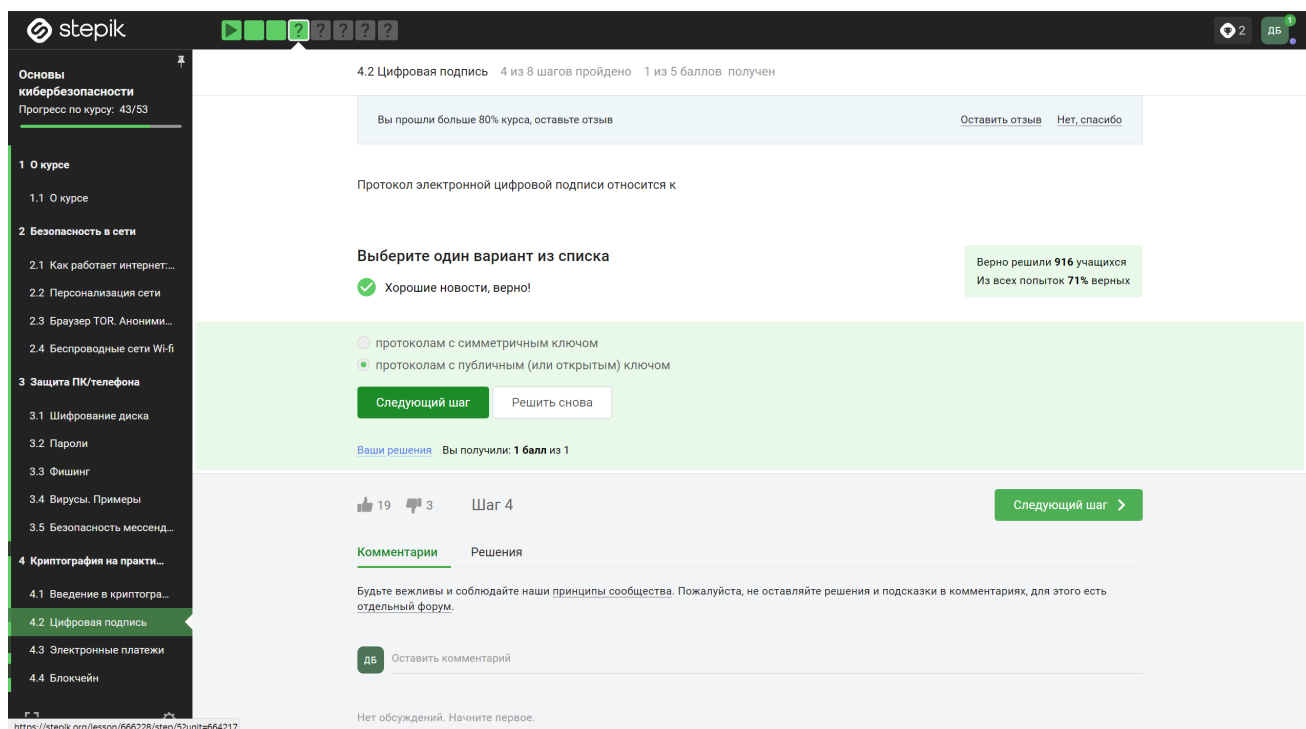 stepik
? ? ? ? ?
2
ДБ
1
Основы
кибербезопасности
Прогресс по курсу: 43/53
1 О курсе
1.1 О курсе
2 Безопасность в сети
2.1 Как работает интернет:...
2.2 Персонализация сети
2.3 Браузер TOR. Аноними...
2.4 Беспроводные сети Wi-fi
3 Защита ПК/телефона
3.1 Шифрование диска
3.2 Пароли
3.3 Фишинг
3.4 Вирусы. Примеры
3.5 Безопасность мессенд...
4 Криптография на практи...
4.1 Введение в криптогра...
4.2 Цифровая подпись
4.3 Электронные платежи
4.4 Блокчейн
https://stepik.org/lesson/666228/step/5?unit=664217
4.2 Цифровая подпись 4 из 8 шагов пройдено 1 из 5 баллов получен
Вы прошли больше 80% курса, оставьте отзыв Оставить отзыв Нет, спасибо
Протокол электронной цифровой подписи относится к
Выберите один вариант из списка
Хорошие новости, верно!
Верно решили 916 учащихся
Из всех попыток 71% верных
протоколам с симметричным ключом
протоколам с публичным (или открытым) ключом
Следующий шаг Решить снова
Ваши решения Вы получили: 1 балл из 1
19 3 Шаг 4 Следующий шаг
Комментарии Решения
Будьте вежливы и соблюдайте наши принципы сообщества. Пожалуйста, не оставляйте решения и подсказки в комментариях, для этого есть
отдельный форум.
ДБ Оставить комментарий
Нет обсуждений. Начните первое.